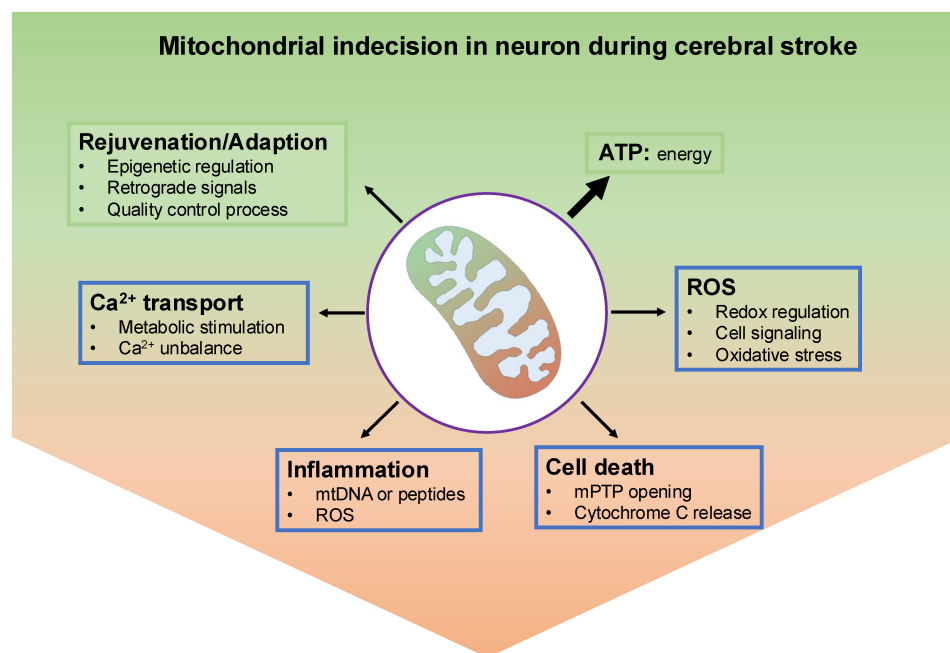 Mitochondrial indecision in neuron during cerebral stroke
Rejuvenation/Adaption
• Epigenetic regulation
• Retrograde signals
• Quality control process
ATP: energy
Ca²⁺ transport
• Metabolic stimulation
• Ca²⁺ unbalance
ROS
• Redox regulation
• Cell signaling
• Oxidative stress
Inflammation
• mtDNA or peptides
• ROS
Cell death
• mPTP opening
• Cytochrome C release